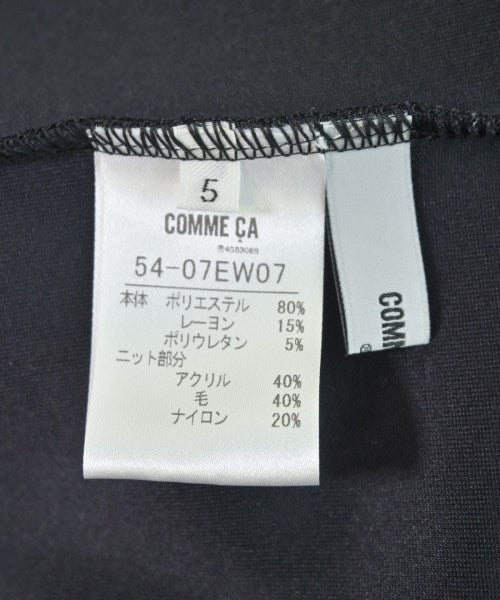 5
COMME ÇA
54-07EW07
本体 ポリエステル 80%
レーヨン 15%
ポリウレタン 5%
ニット部分
アクリル 40%
毛 40%
ナイロン 20%
COM